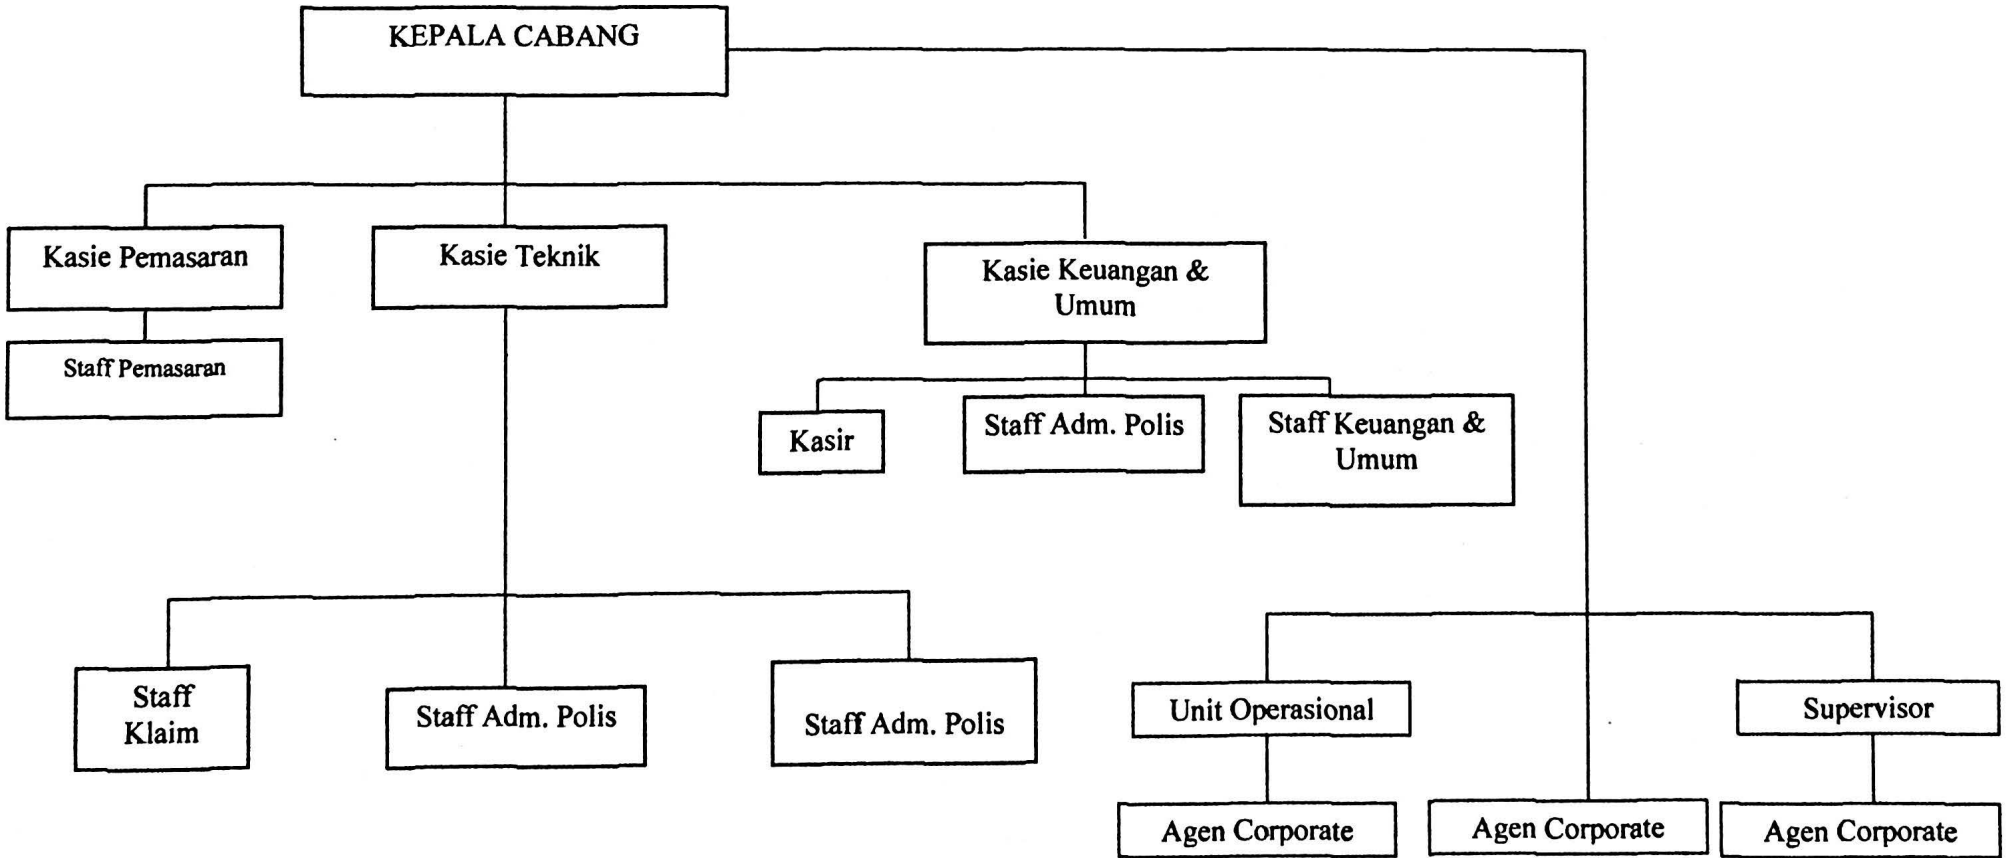 KEPALA CABANG
Kasie Pemasaran
Kasie Teknik
Kasie Keuangan &
Umum
Staff Pemasaran
Kasir
Staff Adm. Polis
Staff Keuangan &
Umum
Staff
Klaim
Staff Adm. Polis
Staff Adm. Polis
Unit Operasional
Supervisor
Agen Corporate
Agen Corporate
Agen Corporate